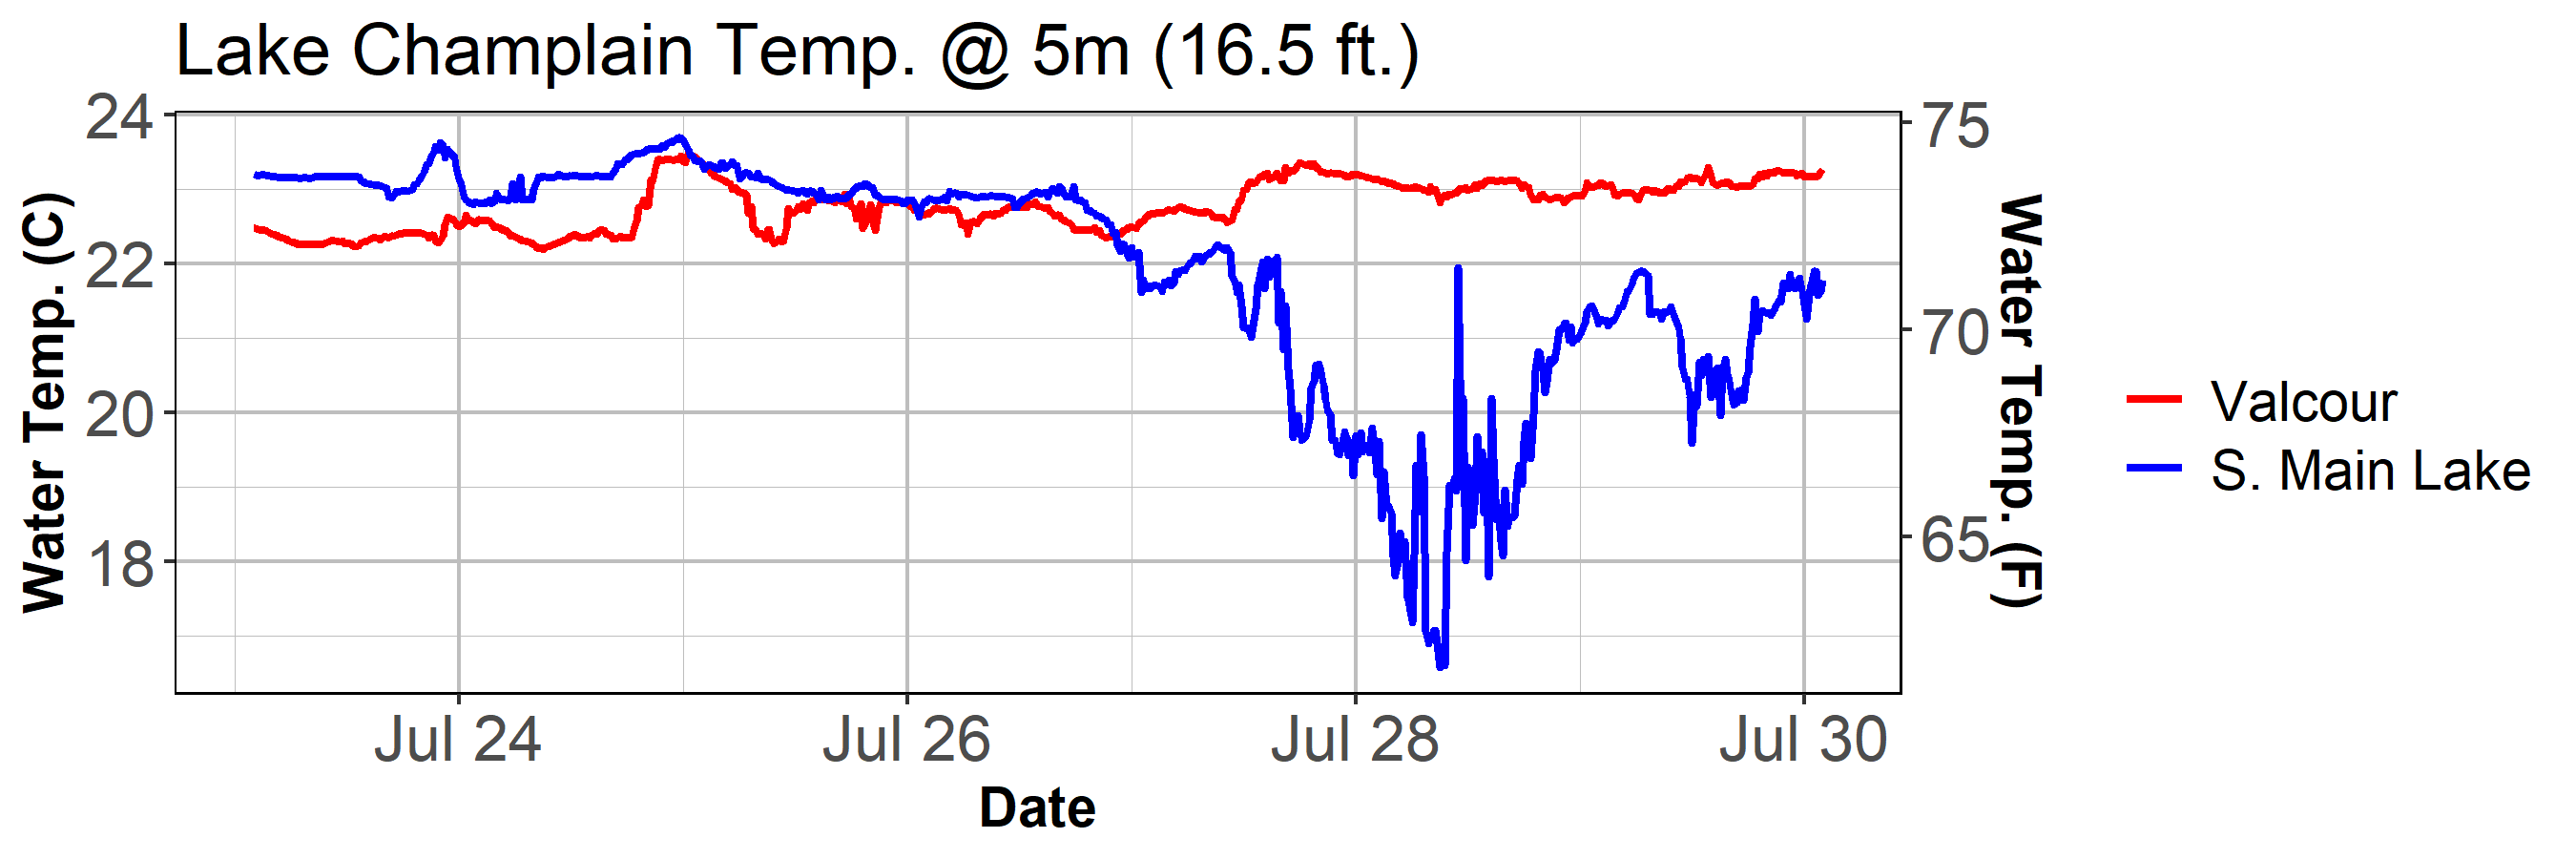 Lake Champlain Temp. @ 5m (16.5 ft.)
24
22
20
18
Water Temp. (C)
75
70
65
Water Temp. (F)
Valcour
S. Main Lake
Jul 24
Jul 26
Jul 28
Jul 30
Date